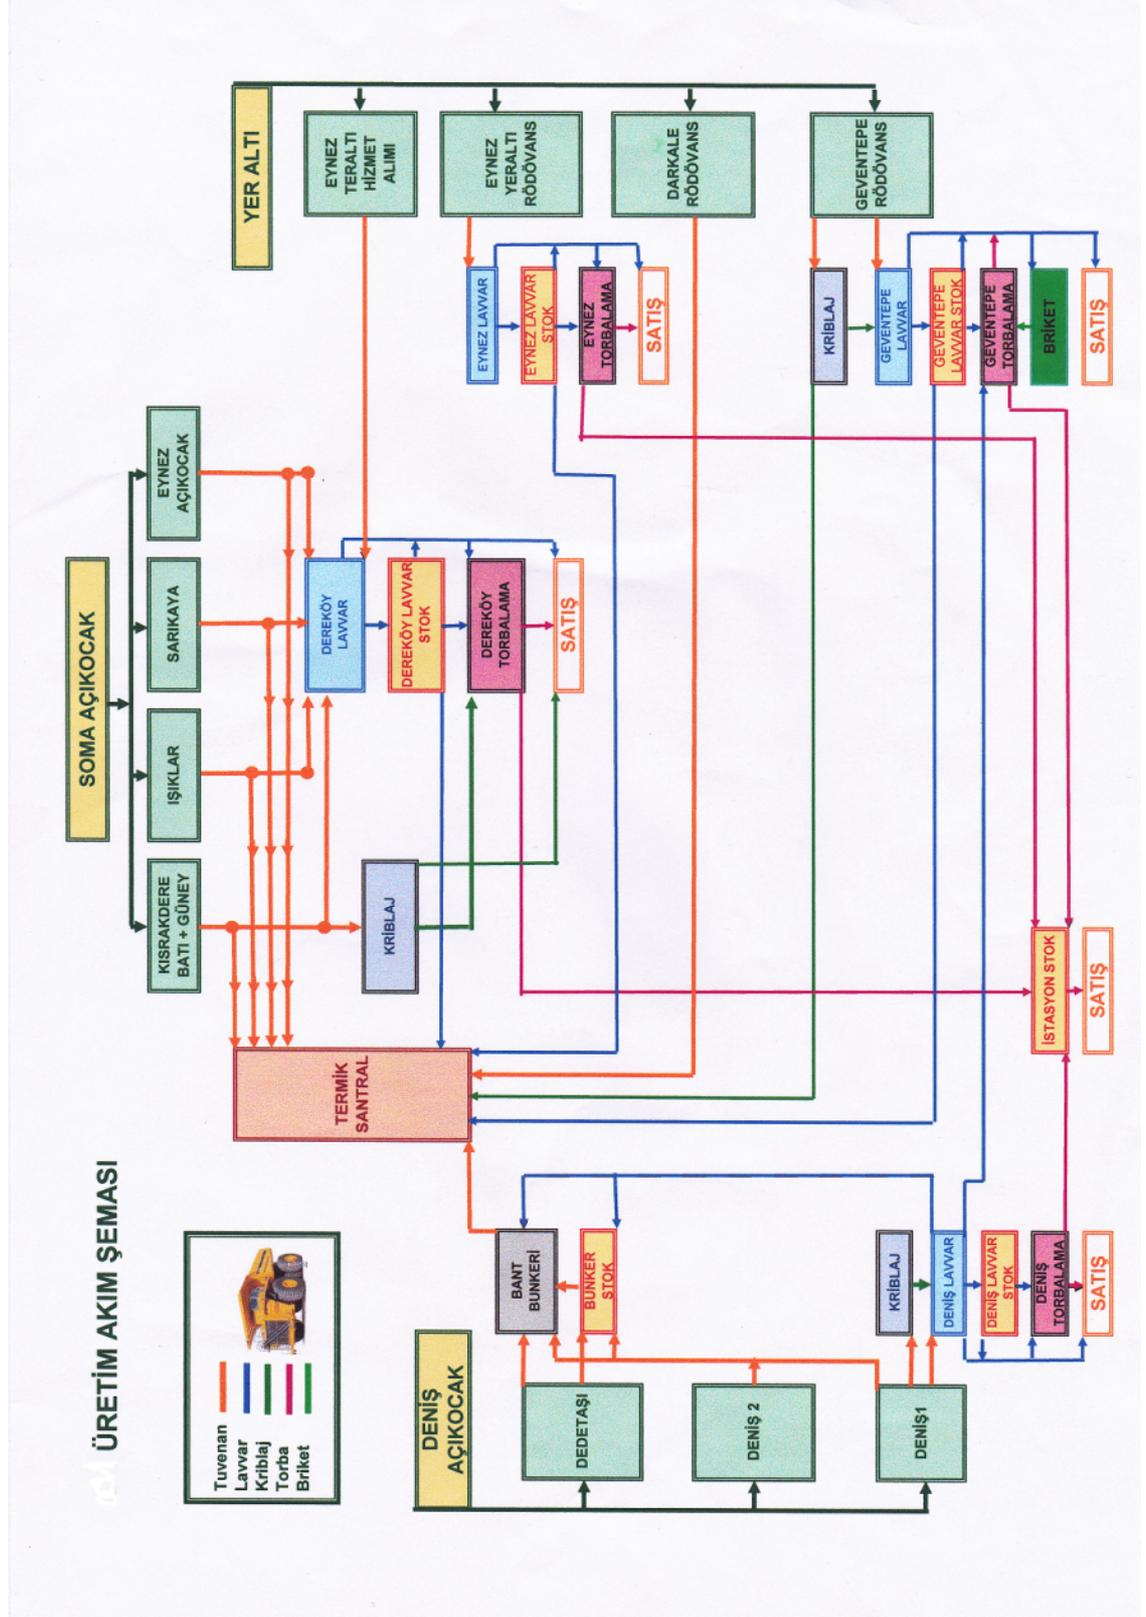 ÜRETİM AKIM ŞEMASI
Tuvenan
Lavvar
Kriblaj
Torba
Briket
SOMA AÇIKOCAK
KISRAKDERE
BATI + GÜNEY
IŞIKLAR
SARIKAYA
EYNEZ
AÇIKOCAK
YER ALTI
EYNEZ
TERALTI
HİZMET
ALIMI
EYNEZ
YERALTI
RÖDÖVANS
DARKALE
RÖDÖVANS
GEVENTEPE
RÖDÖVANS
TERMİK
SANTRAL
KRİBLAJ
DEREKÖY
LAVVAR
DEREKÖY LAVVAR
STOK
DEREKÖY
TORBALAMA
SATIŞ
EYNEZ LAVVAR
EYNEZ LAVVAR
STOK
EYNEZ
TORBALAMA
SATIŞ
KRİBLAJ
GEVENTEPE
LAVVAR
GEVENTEPE
LAVVAR STOK
GEVENTEPE
TORBALAMA
BRİKET
SATIŞ
DENİŞ
AÇIKOCAK
DEDETAŞI
DENİŞ 2
DENİŞ1
BANT
BUNKERİ
BUNKER
STOK
KRİBLAJ
DENİŞ LAVVAR
DENİŞ LAVVAR
STOK
DENİŞ
TORBALAMA
SATIŞ
İSTASYON STOK
SATIŞ